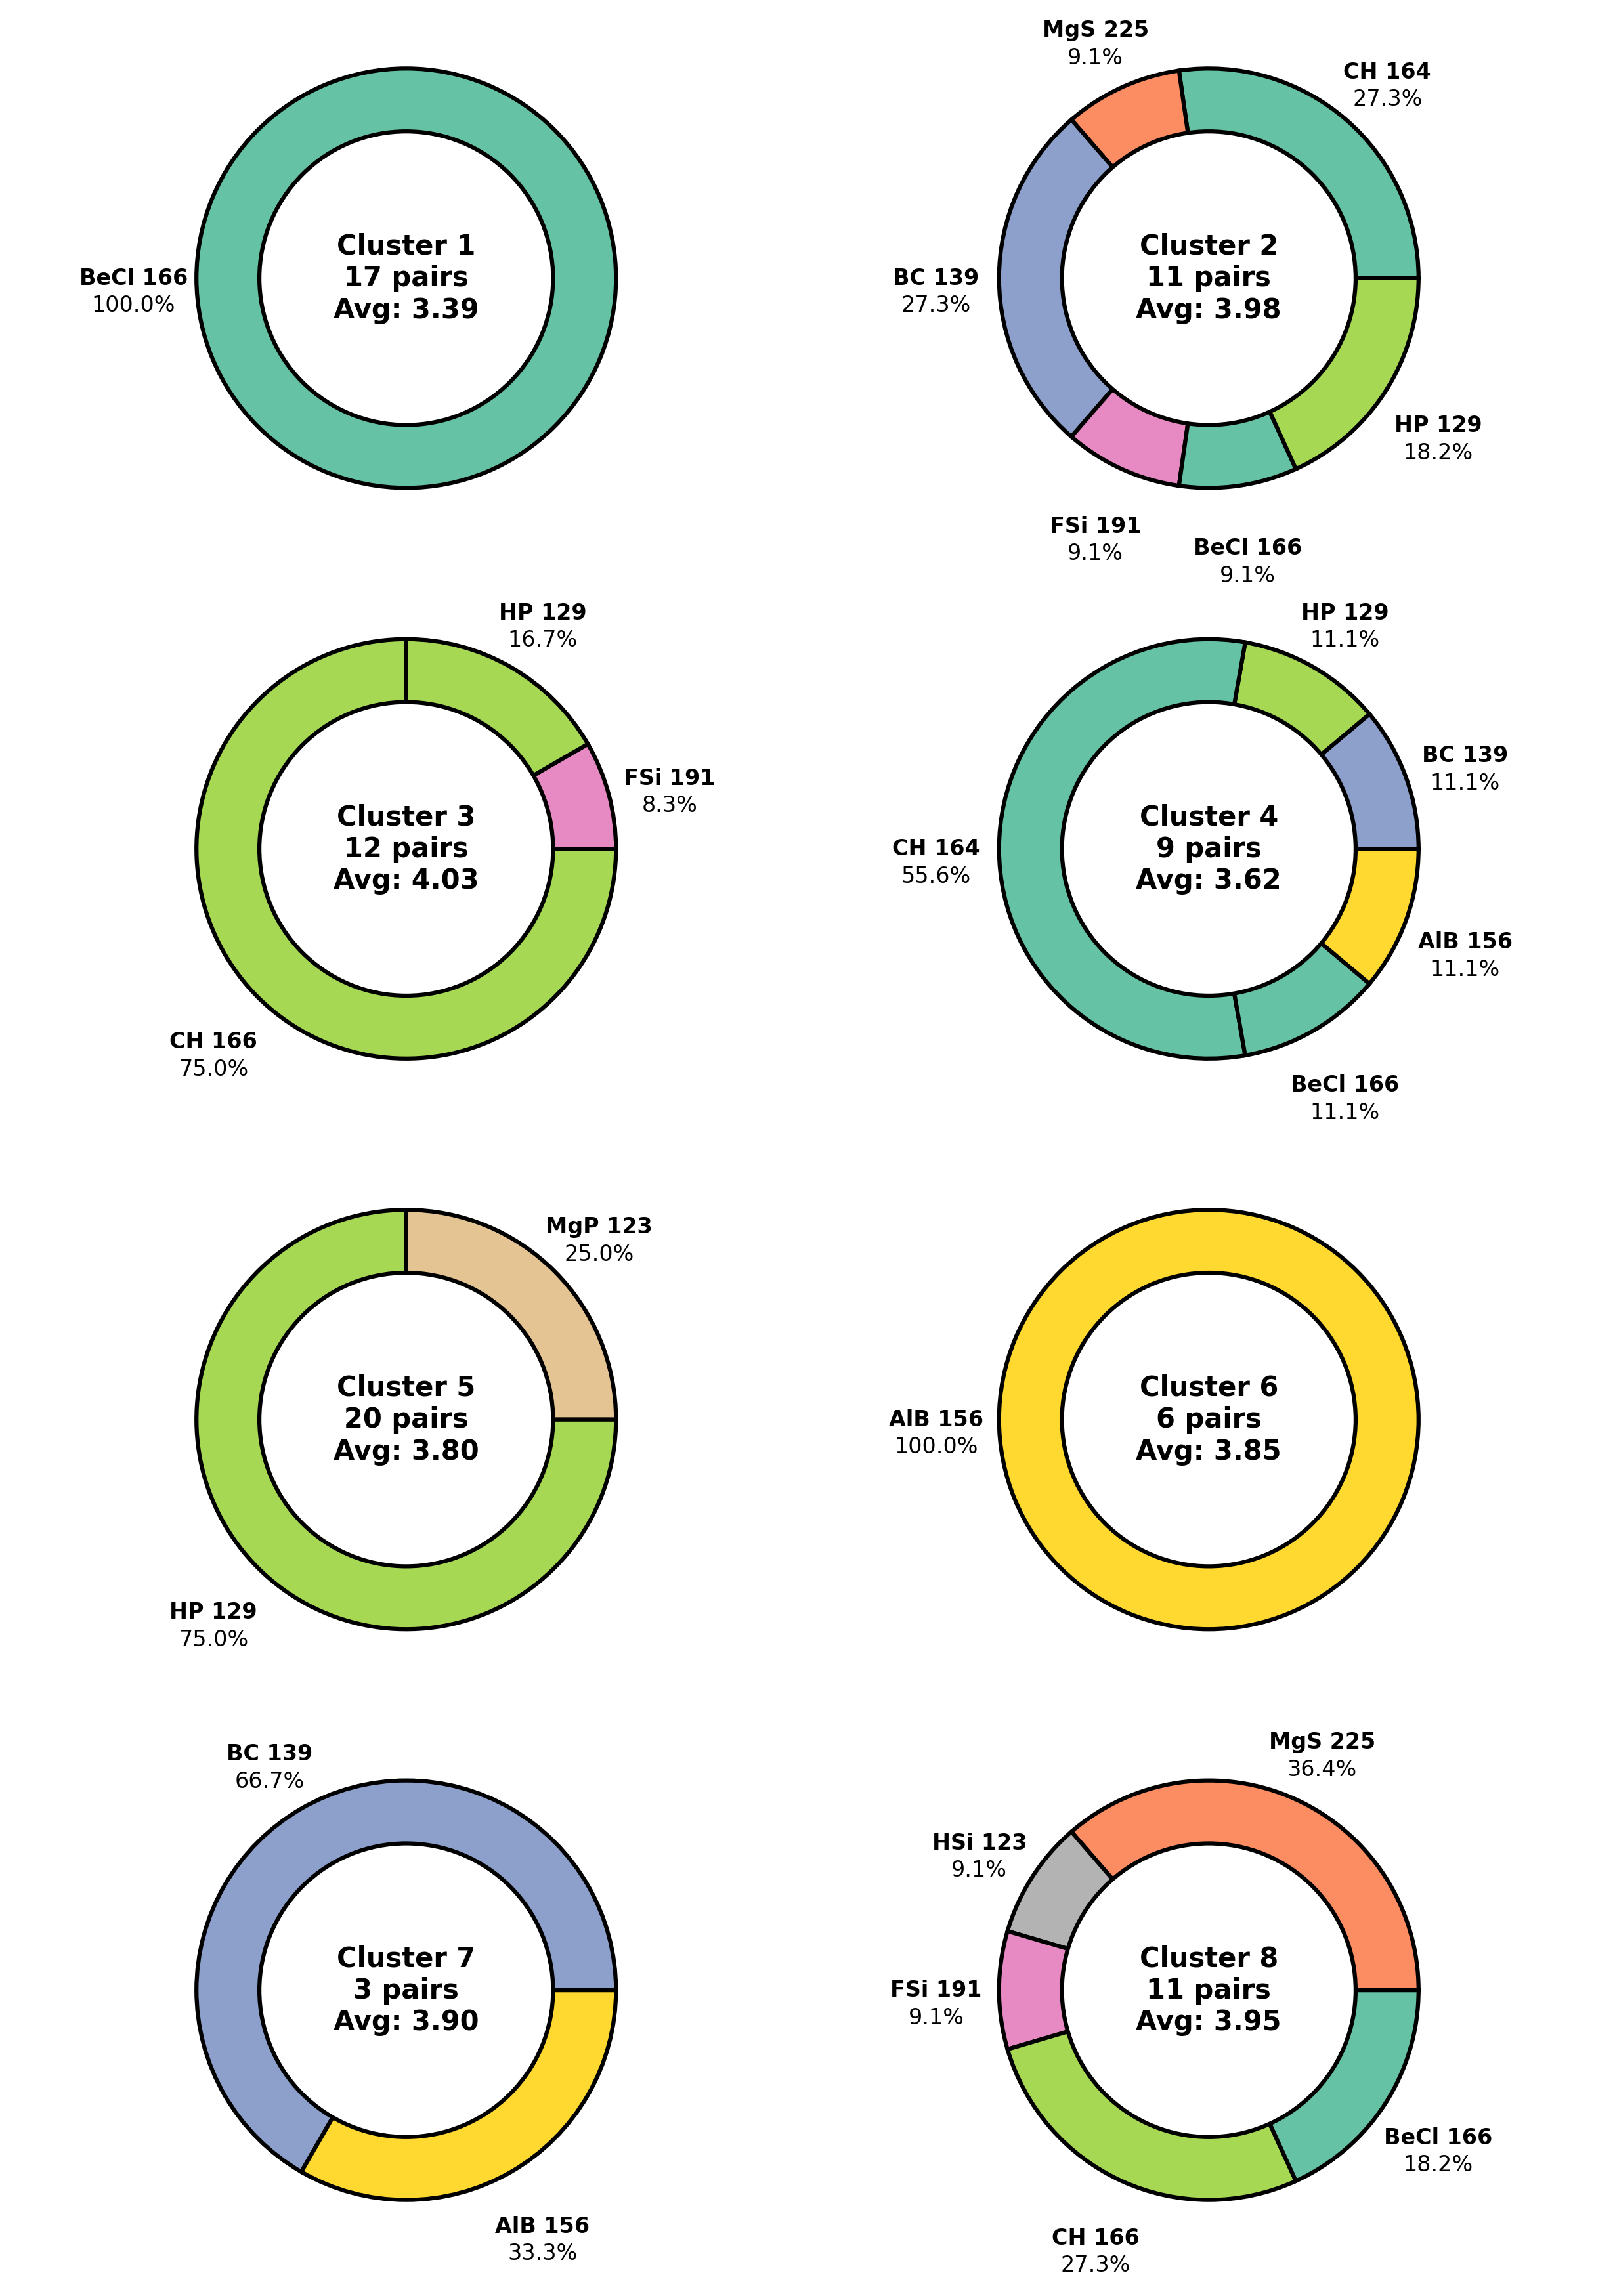 BeCl 166
100.0%
Cluster 1
17 pairs
Avg: 3.39
MgS 225
9.1%
CH 164
27.3%
BC 139
27.3%
Cluster 2
11 pairs
Avg: 3.98
HP 129
18.2%
FSi 191
9.1%
BeCl 166
9.1%
HP 129
16.7%
FSi 191
8.3%
Cluster 3
12 pairs
Avg: 4.03
CH 166
75.0%
HP 129
11.1%
BC 139
11.1%
CH 164
55.6%
Cluster 4
9 pairs
Avg: 3.62
AlB 156
11.1%
BeCl 166
11.1%
MgP 123
25.0%
Cluster 5
20 pairs
Avg: 3.80
HP 129
75.0%
AlB 156
100.0%
Cluster 6
6 pairs
Avg: 3.85
BC 139
66.7%
Cluster 7
3 pairs
Avg: 3.90
AlB 156
33.3%
MgS 225
36.4%
HSi 123
9.1%
FSi 191
9.1%
Cluster 8
11 pairs
Avg: 3.95
BeCl 166
18.2%
CH 166
27.3%